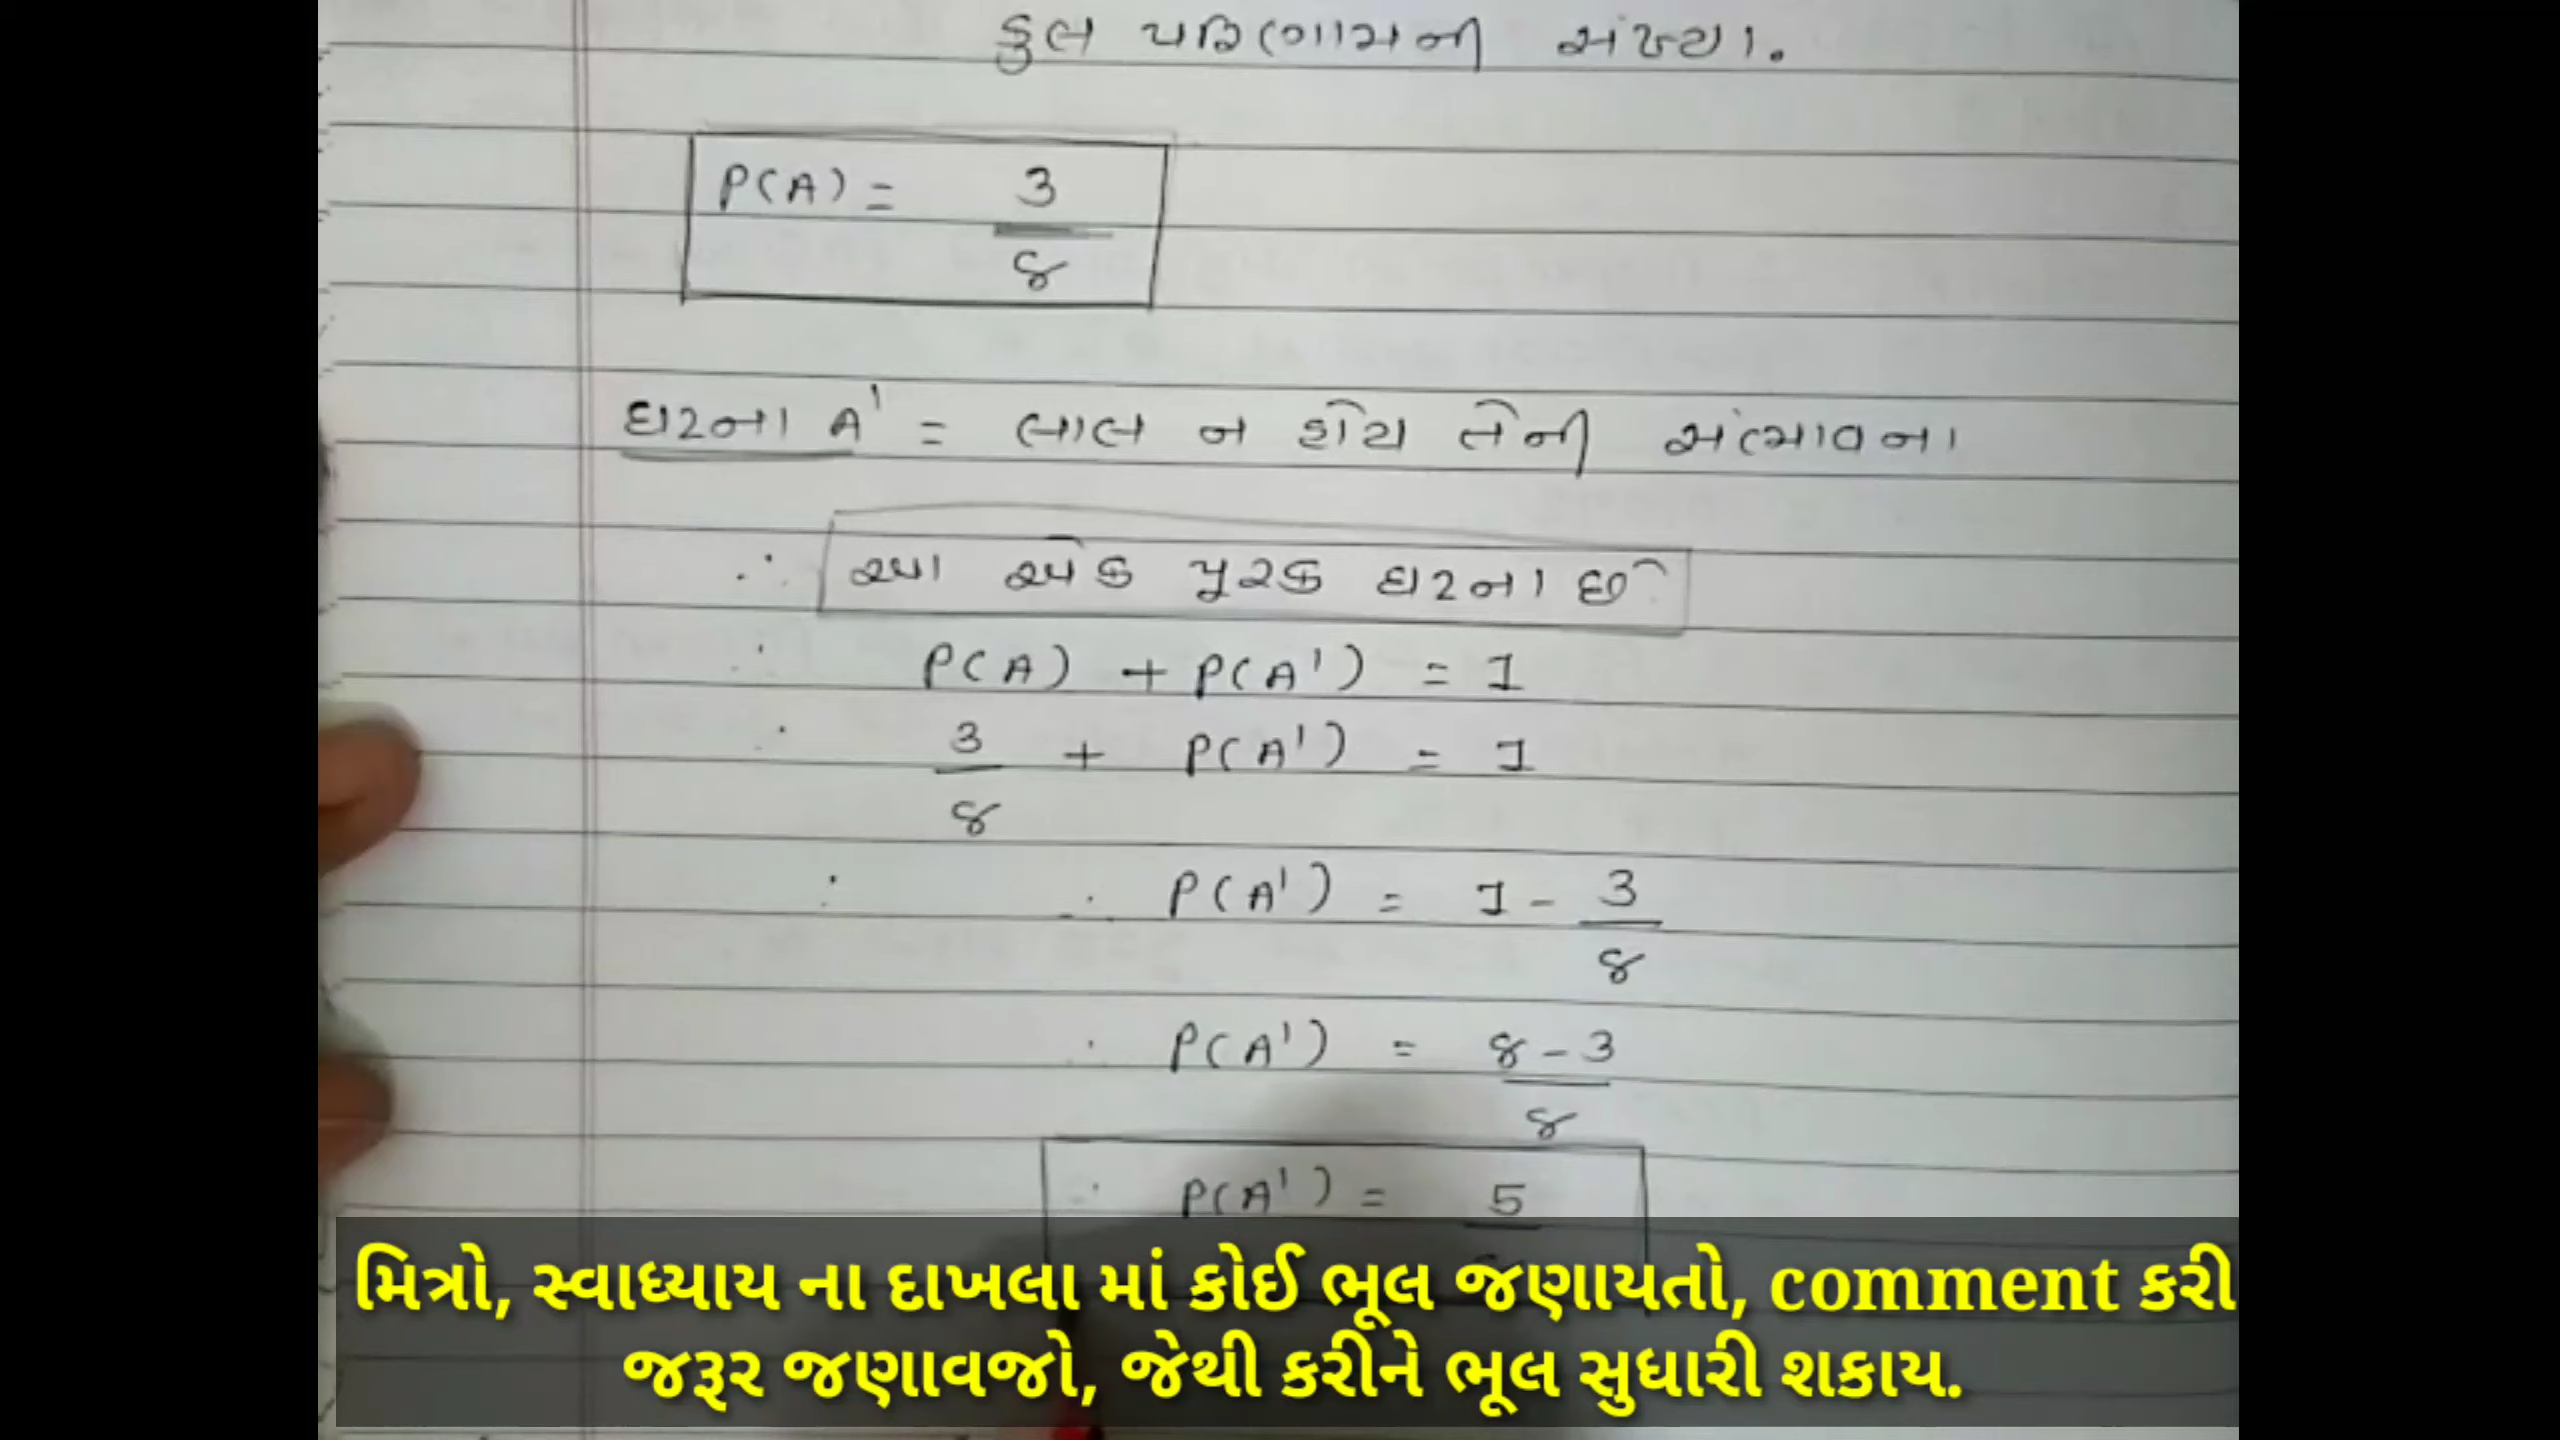 કુલ પરિણામની સંખ્યા.
P(A) = 3
8
ઘટના A' = લાલ ન હોય તેની સંભાવના
∴ આ એક પુરક ઘટના છે
∴ P(A) + P(A') = 1
∴ 3 + P(A') = 1
8
∴ P(A') = 1 - 3
8
∴ P(A') = 8 - 3
8
∴ P(A') = 5
મિત્રો, સ્વાધ્યાય ના દાખલા માં કોઈ ભૂલ જણાયતો, comment કરી
જરૂર જણાવજો, જેથી કરીને ભૂલ સુધારી શકાય.